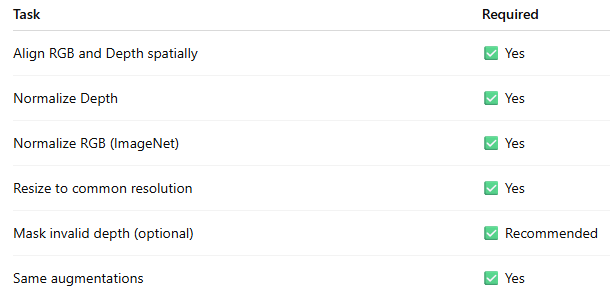 Task Required
Align RGB and Depth spatially ✅ Yes
Normalize Depth ✅ Yes
Normalize RGB (ImageNet) ✅ Yes
Resize to common resolution ✅ Yes
Mask invalid depth (optional) ✅ Recommended
Same augmentations ✅ Yes